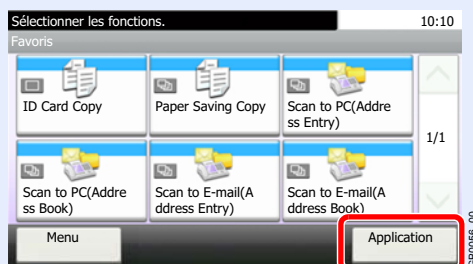 Sélectionner les fonctions. 10:10
Favoris
ID Card Copy
Paper Saving Copy
Scan to PC(Addre
ss Entry)
1/1
Scan to PC(Addre
ss Book)
Scan to E-mail(A
ddress Entry)
Scan to E-mail(A
ddress Book)
Menu
Application